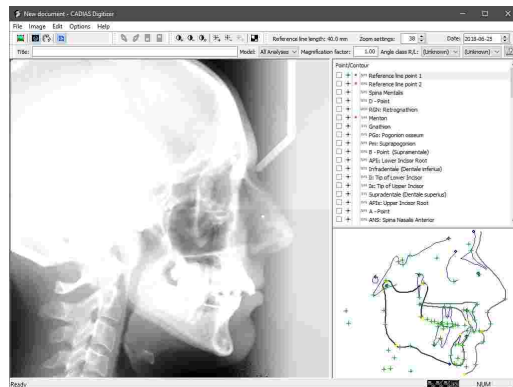 New document - CADIAS Digition
File Image Edit Options Help
Reference line length: 40.0 mm Zoom settings: 38 Date: 2018-06-25
Title: Model: All Analyses Magnification factor: 1.00 Angle class R/L: (Unknown) (Unknown)
Point/Contour
Reference line point 1
Reference line point 2
Spina Mentalis
D - Point
RGN: Retrognathion
Menton
Gnathion
PGo: Pogonion osseum
Pm: Suprapogonion
B - Point (Supramentale)
APIi: Lower Incisor Root
Infradentale (Dentale inferius)
Ii: Tip of Lower Incisor
Is: Tip of Upper Incisor
Supradentale (Dentale superius)
APIs: Upper Incisor Root
A - Point
ANS: Spina Nasalis Anterior
Ready NUM